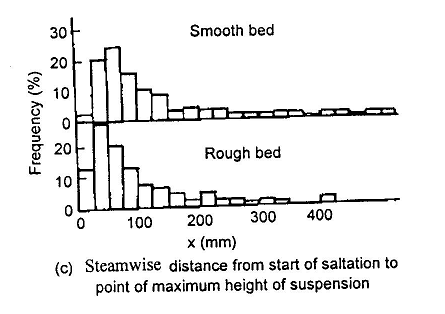 30
Smooth bed
20
10
0
Frequency (%)
20
Rough bed
10
0
0 100 200 300 400
x (mm)
(c) Steamwise distance from start of saltation to
point of maximum height of suspension